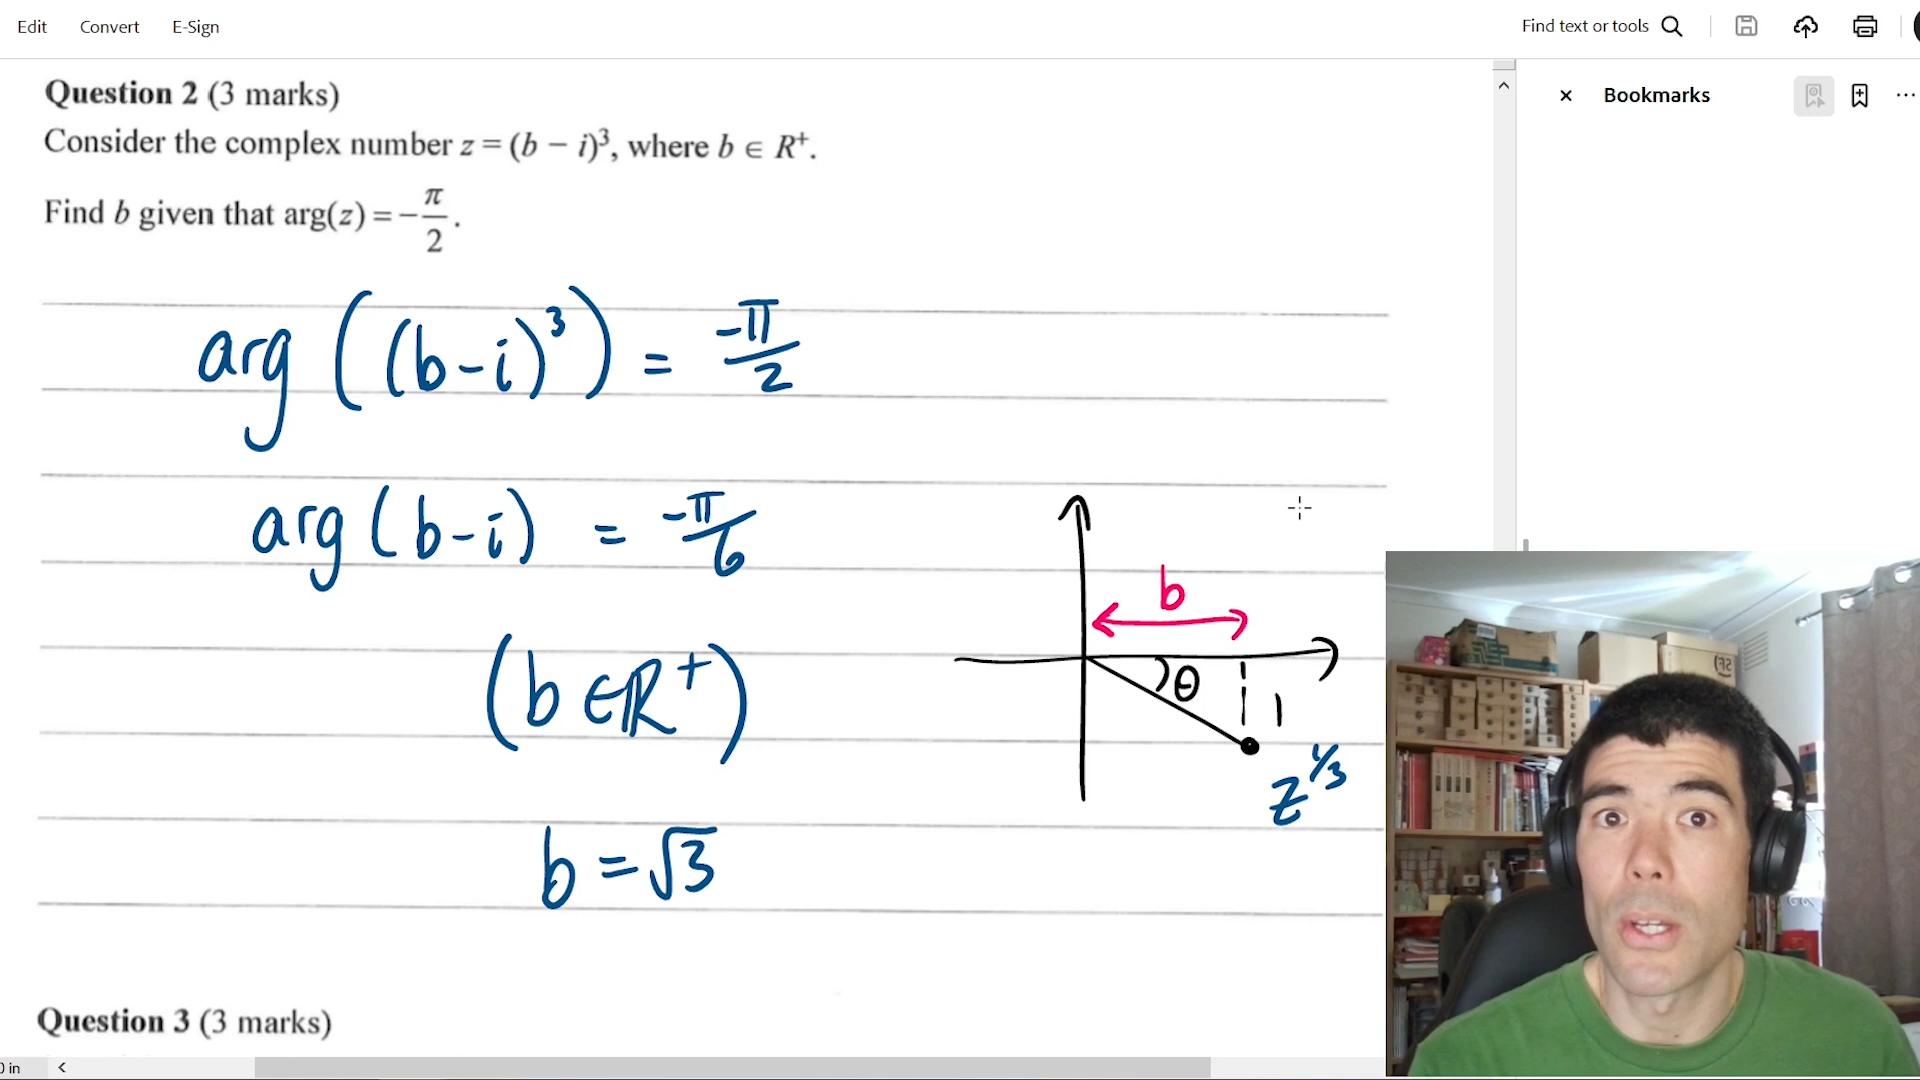 Edit Convert E-Sign Find text or tools
Bookmarks
Question 2 (3 marks)
Consider the complex number z = (b − i)³, where b ∈ R⁺.
Find b given that arg(z) = −π/2.
arg((b-i)³) = -π/2
arg(b-i) = -π/6
(b ∈ ℝ⁺)
b = √3
b
θ
1
z^1/3
Question 3 (3 marks)
in